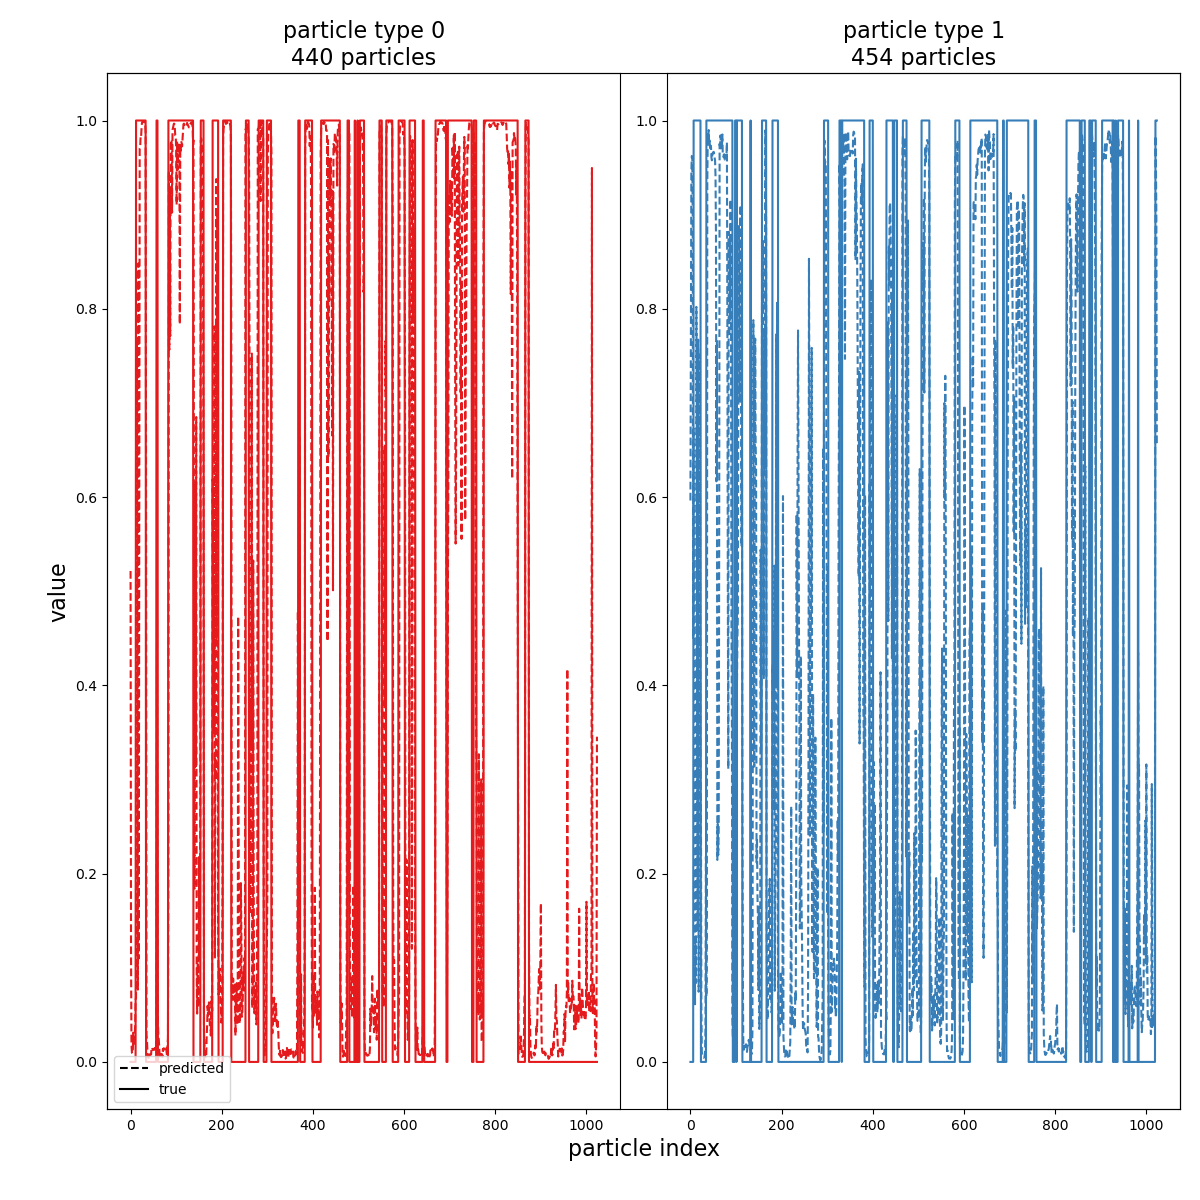 particle type 0
440 particles
particle type 1
454 particles
1.0
0.8
0.6
0.4
0.2
0.0
value
predicted
true
0 200 400 600 800 1000
0 200 400 600 800 1000
particle index